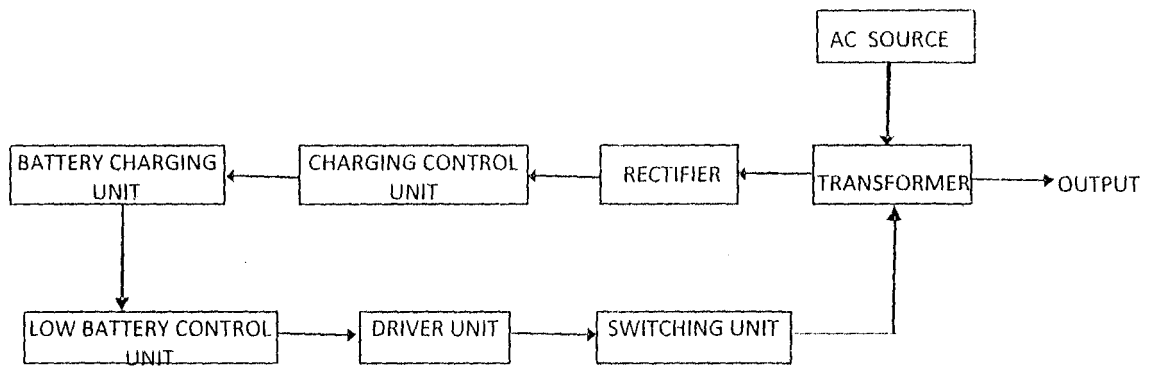 AC SOURCE
BATTERY CHARGING
UNIT
CHARGING CONTROL
UNIT
RECTIFIER
TRANSFORMER
OUTPUT
LOW BATTERY CONTROL
UNIT
DRIVER UNIT
SWITCHING UNIT